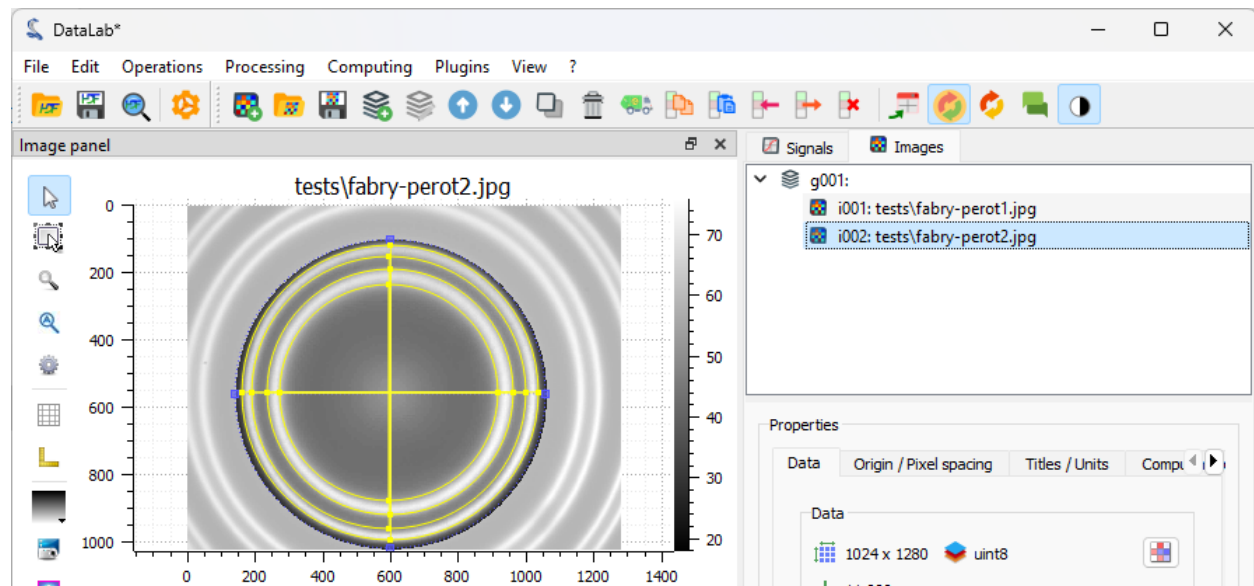 DataLab*
File Edit Operations Processing Computing Plugins View ?
Image panel
Signals Images
tests\fabry-perot2.jpg
g001:
i001: tests\fabry-perot1.jpg
i002: tests\fabry-perot2.jpg
0
200
400
600
800
1000
0 200 400 600 800 1000 1200 1400
70
60
50
40
30
20
Properties
Data Origin / Pixel spacing Titles / Units
Data
1024 x 1280 uint8